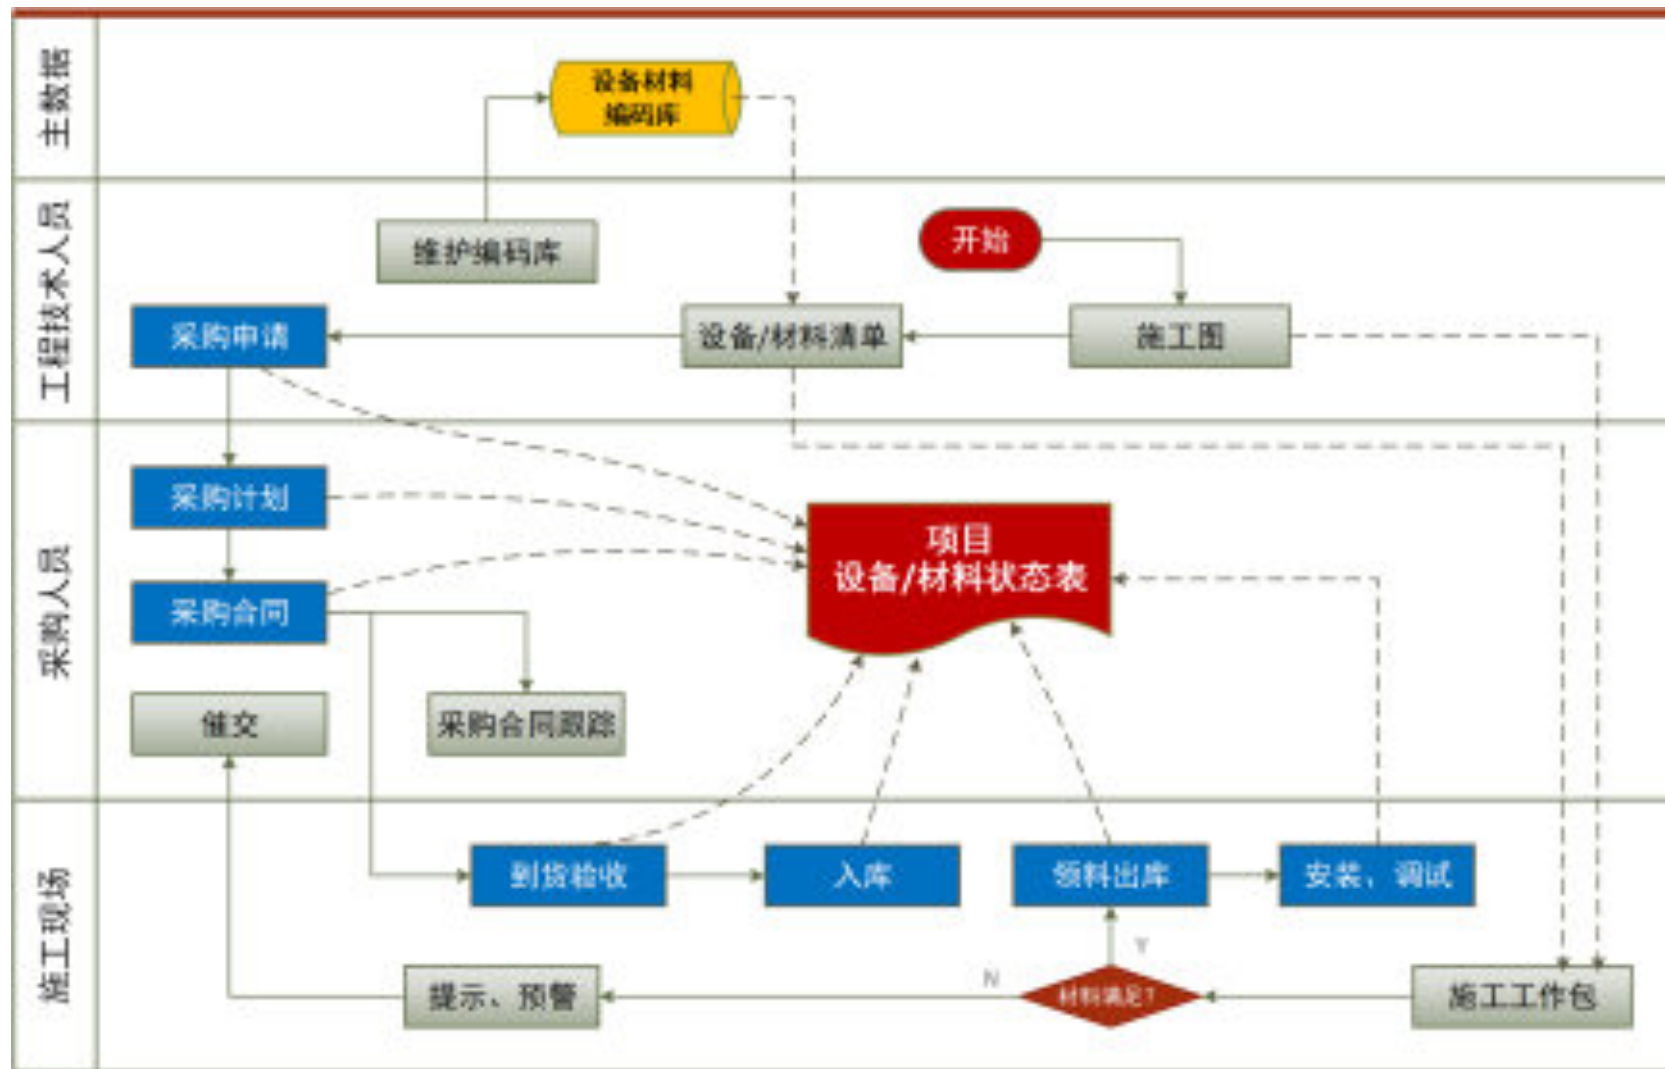 主数据
设备材料
编码库
工程技术人员
维护编码库
开始
采购申请
设备/材料清单
施工图
采购人员
采购计划
项目
设备/材料状态表
采购合同
催交
采购合同跟踪
施工现场
到货验收
入库
领料出库
安装、调试
Y
N
提示、预警
材料满足?
施工工作包